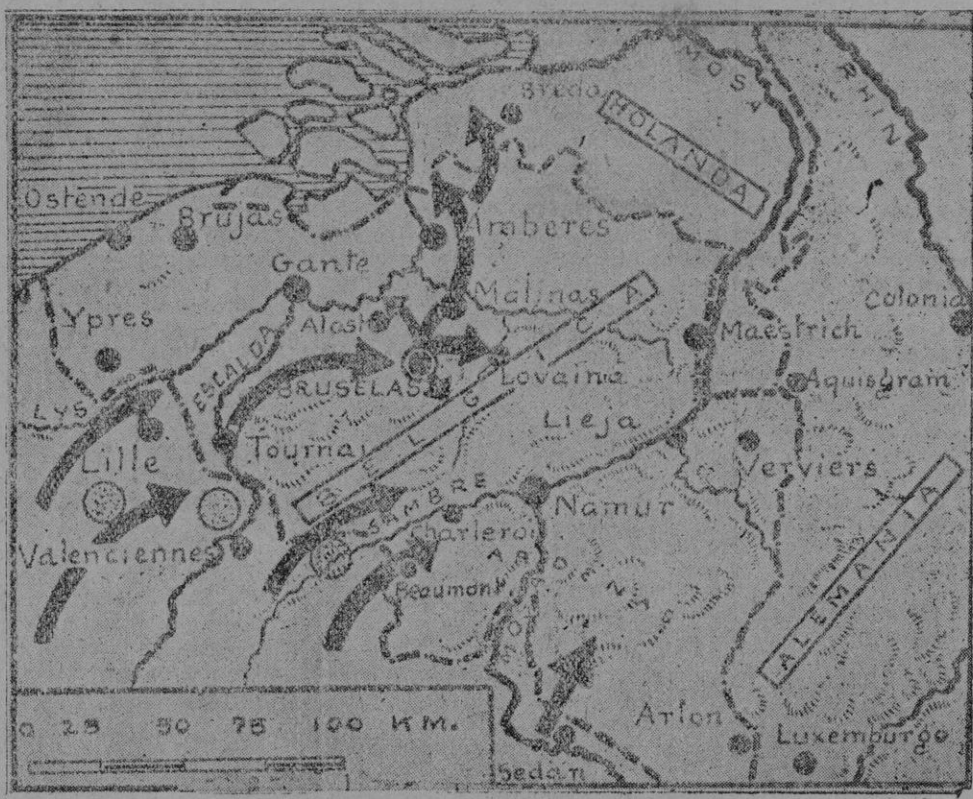 MOSA
RHIN
Breda
HOLANDA
Ostende
Brujas
Amberes
Gante
Malinas
Colonia
Ypres
Alost
Maestrich
ESCALDA
BRUSELAS
Lovaina
Aquisgram
LYS
BELGICA
Lieja
Tournai
Lille
Verviers
SAMBRE
Namur
Valenciennes
Charleroi
ALEMANIA
Beaumont
Arlon
Luxemburgo
0 25 50 75 100 KM.
Sedan